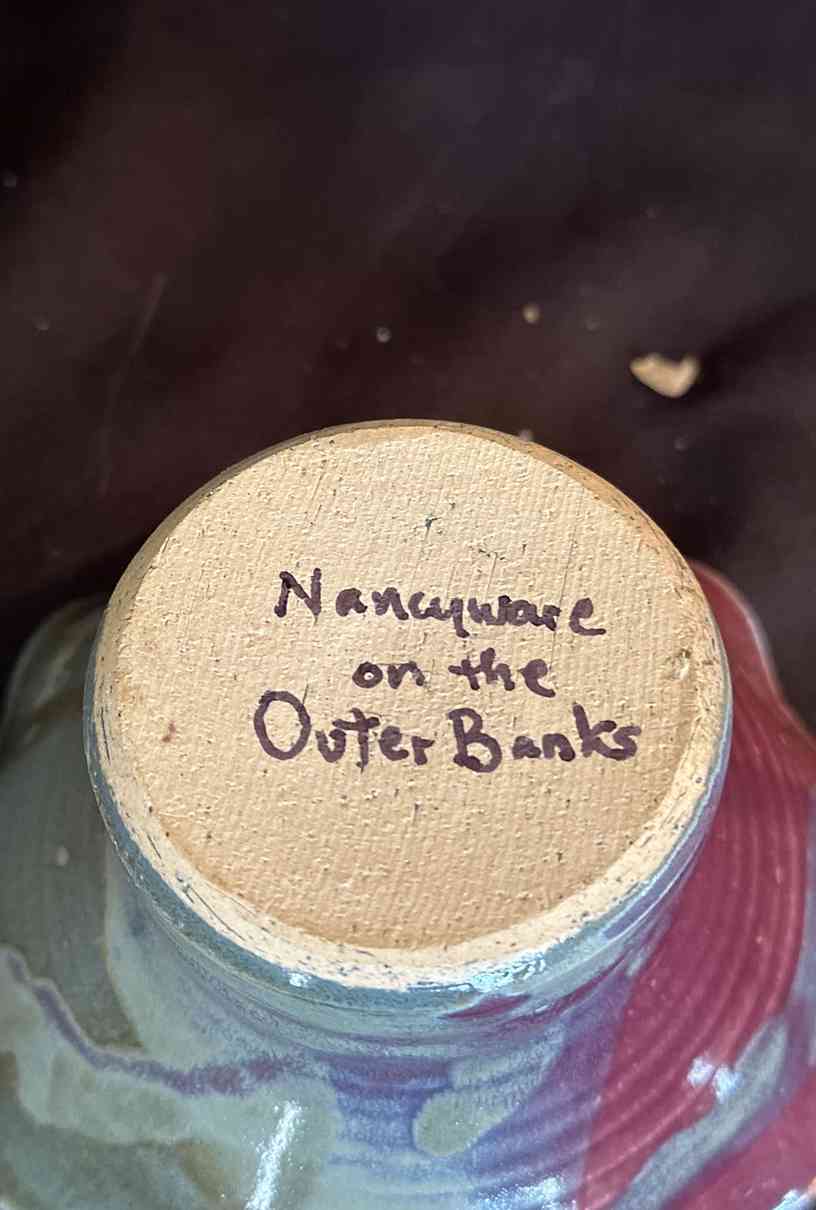 Nancyware
on the
Outer Banks